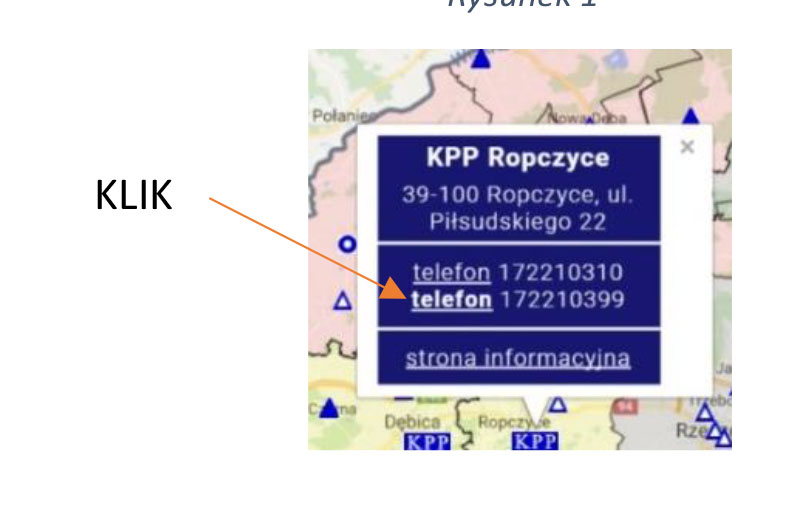 Rysunek 1
Połaniec
Nowa Dęba
KLIK
KPP Ropczyce
39-100 Ropczyce, ul.
Piłsudskiego 22
telefon 172210310
telefon 172210399
strona informacyjna
Dębica
Ropczyce
94
KPP
KPP